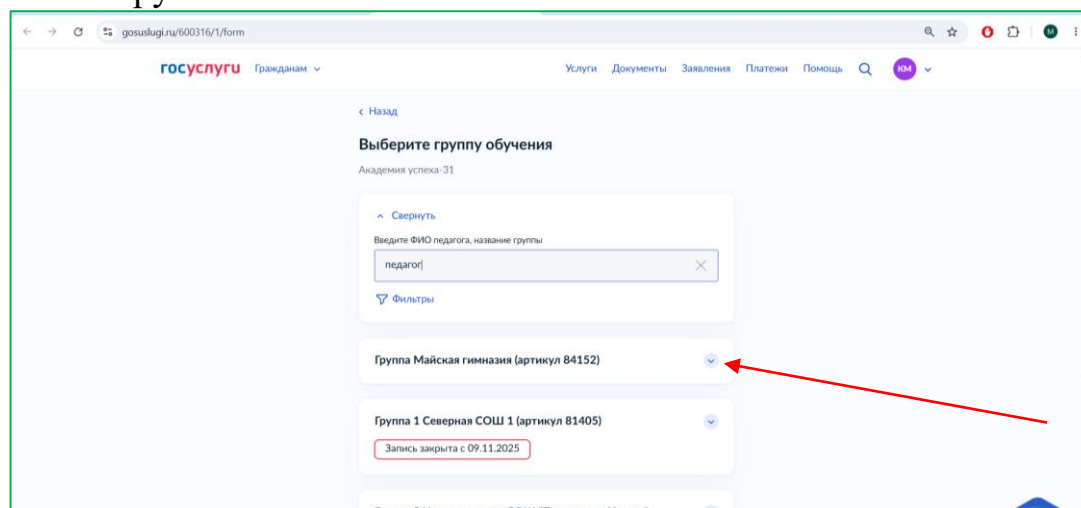 gosuslugi.ru/600316/1/form
госуслуги Гражданам Услуги Документы Заявления Платежи Помощь КМ
Назад
Выберите группу обучения
Академия успеха-31
Свернуть
Введите ФИО педагога, название группы
педагог
Фильтры
Группа Майская гимназия (артикул 84152)
Группа 1 Северная СОШ 1 (артикул 81405)
Запись закрыта с 09.11.2025